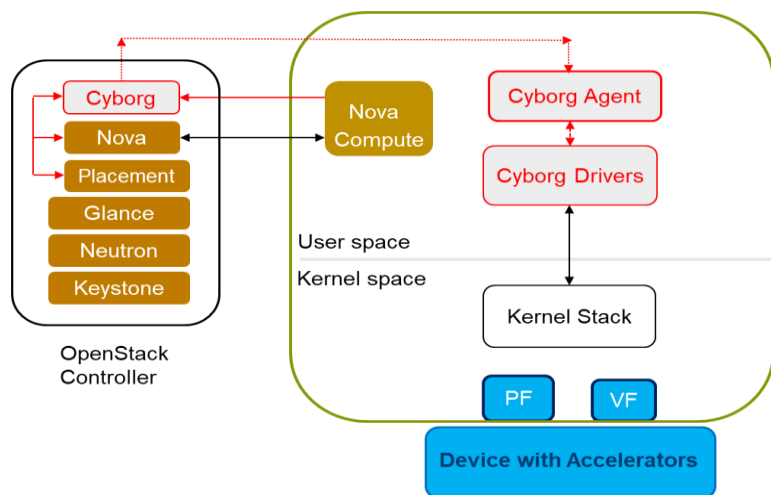 Cyborg
Nova
Placement
Glance
Neutron
Keystone
OpenStack
Controller
Nova
Compute
Cyborg Agent
Cyborg Drivers
User space
Kernel space
Kernel Stack
PF
VF
Device with Accelerators